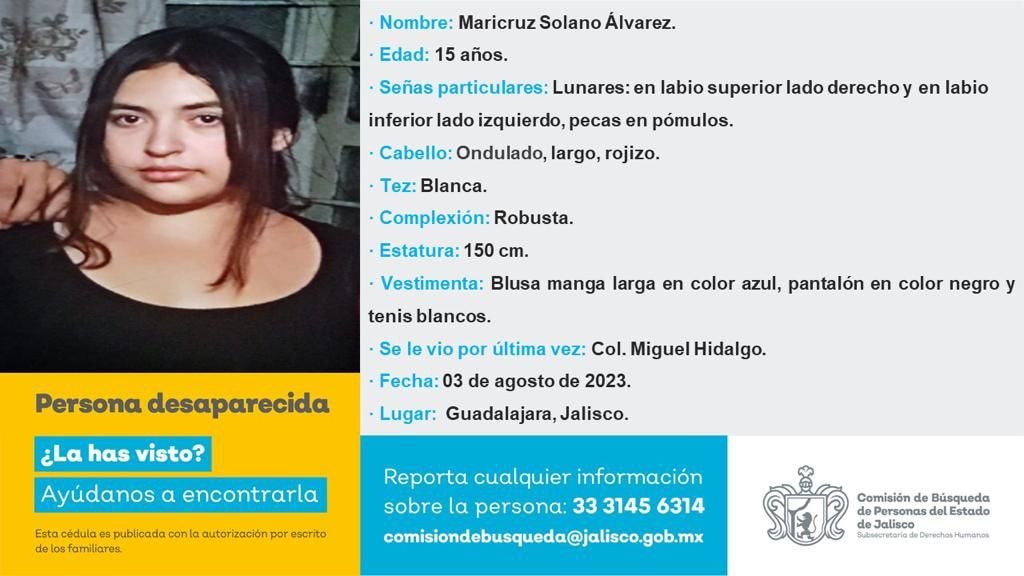 · Nombre: Maricruz Solano Álvarez.
· Edad: 15 años.
· Señas particulares: Lunares: en labio superior lado derecho y en labio
inferior lado izquierdo, pecas en pómulos.
· Cabello: Ondulado, largo, rojizo.
· Tez: Blanca.
· Complexión: Robusta.
· Estatura: 150 cm.
· Vestimenta: Blusa manga larga en color azul, pantalón en color negro y
tenis blancos.
· Se le vio por última vez: Col. Miguel Hidalgo.
· Fecha: 03 de agosto de 2023.
· Lugar: Guadalajara, Jalisco.
Persona desaparecida
¿La has visto?
Ayúdanos a encontrarla
Esta cédula es publicada con la autorización por escrito
de los familiares.
Reporta cualquier información
sobre la persona: 33 3145 6314
comisiondebusqueda@jalisco.gob.mx
Comisión de Búsqueda
de Personas del Estado
de Jalisco
Subsecretaría de Derechos Humanos